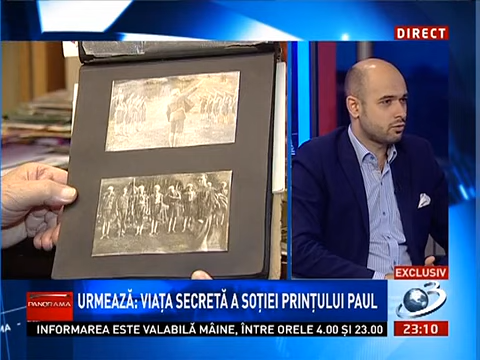 DIRECT
EXCLUSIV
PANORAMA
URMEAZĂ: VIAȚA SECRETĂ A SOȚIEI PRINȚULUI PAUL
3
INFORMAREA ESTE VALABILĂ MÂINE, ÎNTRE ORELE 4.00 ȘI 23.00
23:10